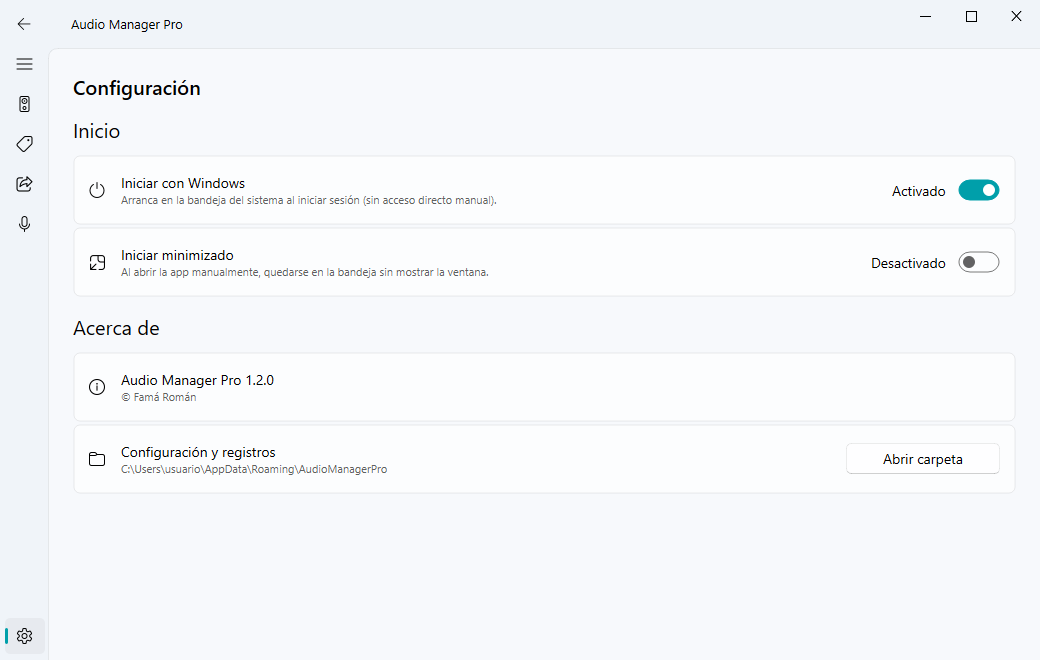 Audio Manager Pro
Configuración
Inicio
Iniciar con Windows
Arranca en la bandeja del sistema al iniciar sesión (sin acceso directo manual).
Activado
Iniciar minimizado
Al abrir la app manualmente, quedarse en la bandeja sin mostrar la ventana.
Desactivado
Acerca de
Audio Manager Pro 1.2.0
© Famá Román
Configuración y registros
C:\Users\usuario\AppData\Roaming\AudioManagerPro
Abrir carpeta